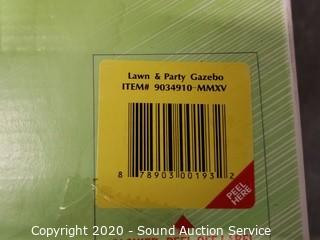 Lawn & Party Gazebo
ITEM# 9034910-MMXV
8 78903 00193 2
PEEL
HERE
Copyright 2020 - Sound Auction Service